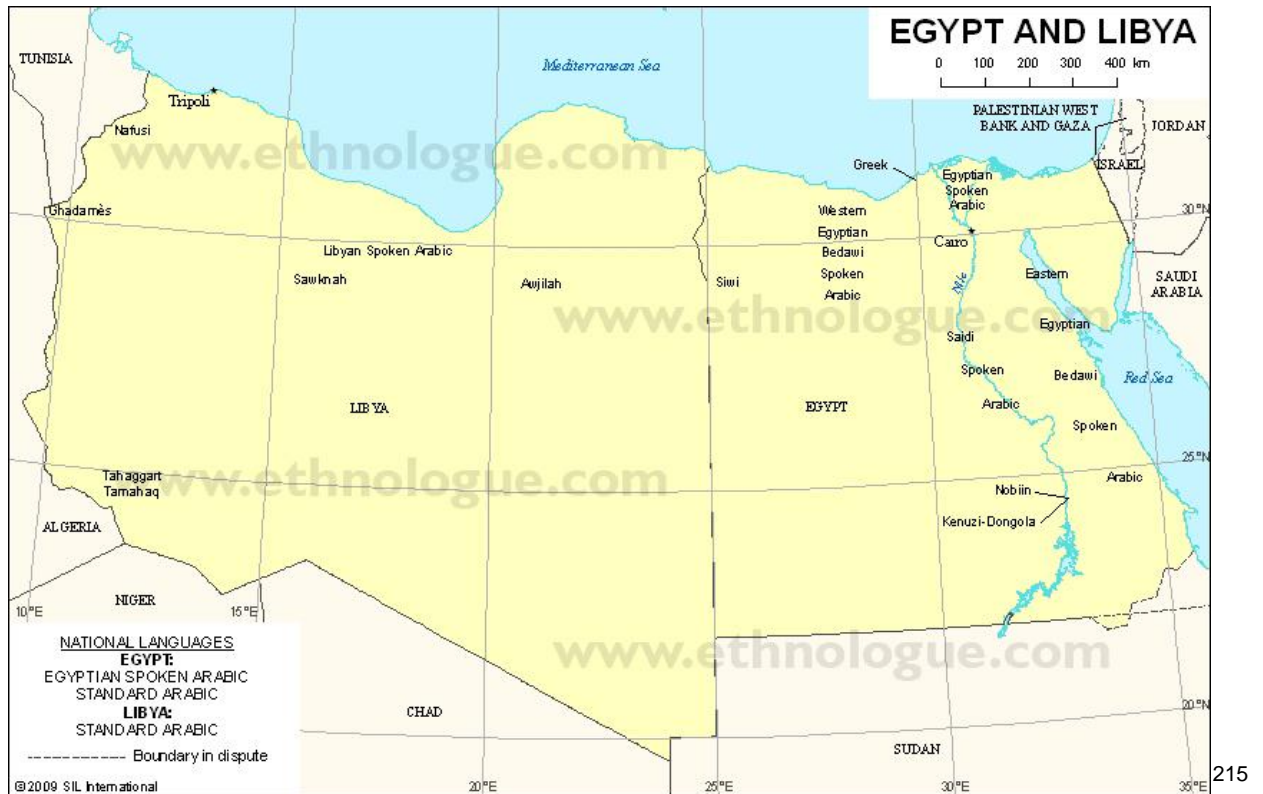 EGYPT AND LIBYA
0 100 200 300 400 km
TUNISIA
Mediterranean Sea
PALESTINIAN WEST
BANK AND GAZA
JORDAN
ISRAEL
Tripoli
Nafusi
www.ethnologue.com
Greek
Egyptian
Spoken
Arabic
Ghadamès
Western
Egyptian
Bedawi
Spoken
Arabic
30°N
Cairo
Libyan Spoken Arabic
Sawknah
Awjilah
Siwi
Nile
Eastern
Egyptian
Bedawi
Spoken
Arabic
SAUDI
ARABIA
www.ethnologue.com
Saidi
Spoken
Arabic
Red Sea
LIBYA
EGYPT
25°N
Tahaggart
Tamahaq
www.ethnologue.com
Nobiin
Kenuzi-Dongola
ALGERIA
NIGER
10°E
15°E
www.ethnologue.com
NATIONAL LANGUAGES
EGYPT:
EGYPTIAN SPOKEN ARABIC
STANDARD ARABIC
LIBYA:
STANDARD ARABIC
Boundary in dispute
©2009 SIL International
CHAD
SUDAN
20°N
20°E
25°E
30°E
35°E
215